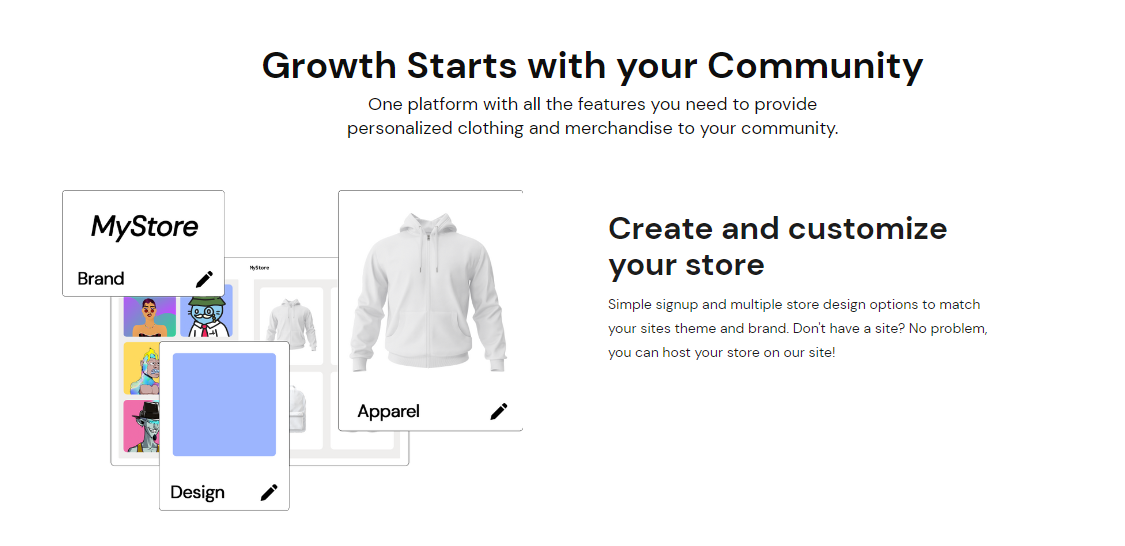 Growth Starts with your Community
One platform with all the features you need to provide
personalized clothing and merchandise to your community.
MyStore
Brand
MyStore
Apparel
Design
Create and customize
your store
Simple signup and multiple store design options to match
your sites theme and brand. Don't have a site? No problem,
you can host your store on our site!